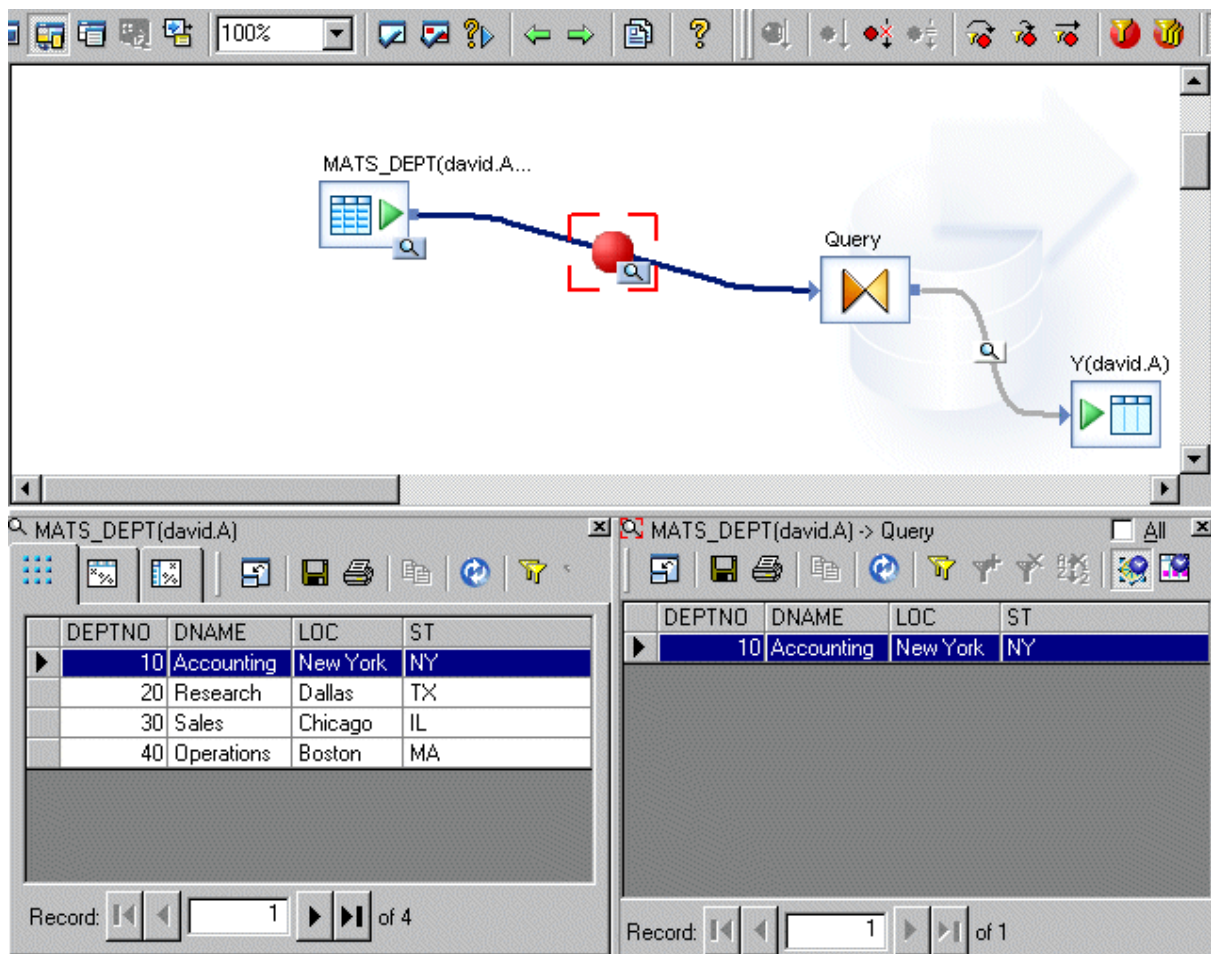 100%
MATS_DEPT(david.A...
Query
Y(david.A)
MATS_DEPT(david.A)
DEPTNO DNAME LOC ST
10 Accounting New York NY
20 Research Dallas TX
30 Sales Chicago IL
40 Operations Boston MA
Record: 1 of 4
MATS_DEPT(david.A) -> Query All
DEPTNO DNAME LOC ST
10 Accounting New York NY
Record: 1 of 1